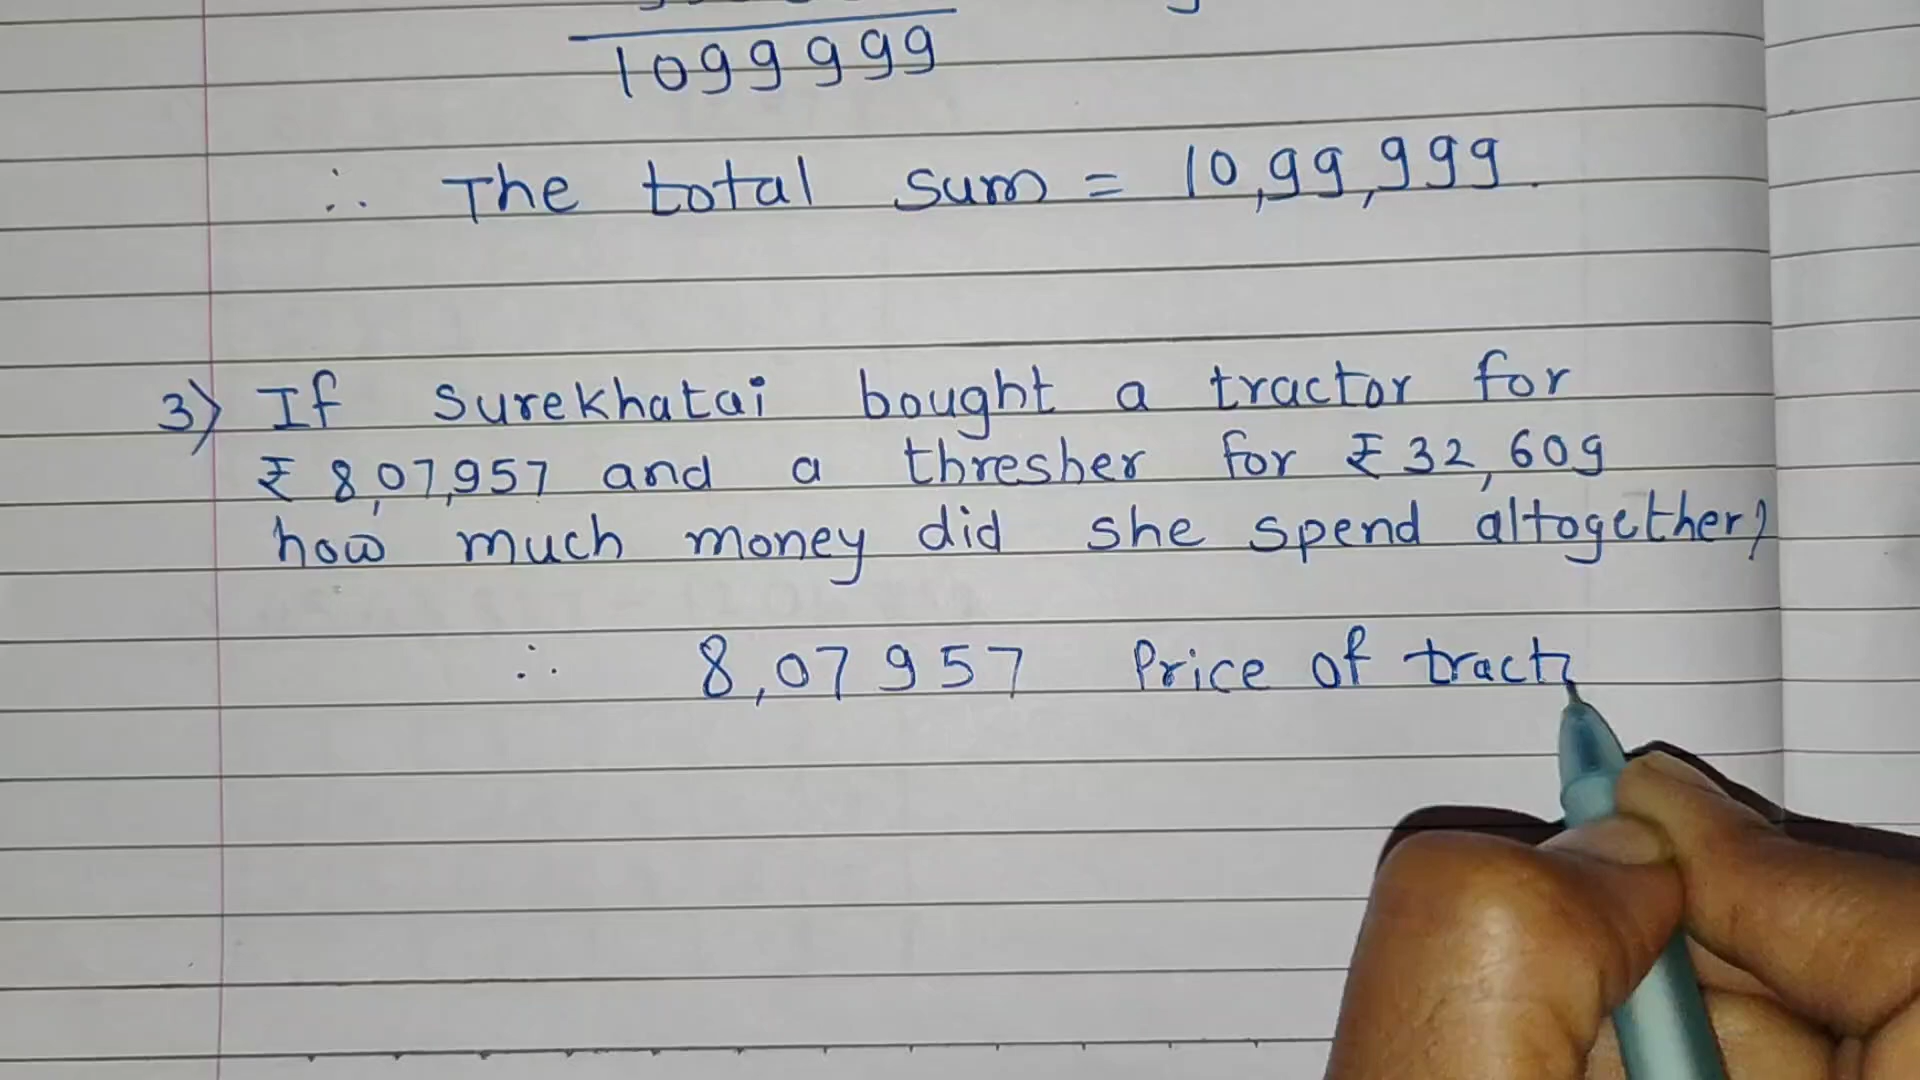 1099999
∴ The total sum = 10,99,999.
3) If Surekhatai bought a tractor for
₹ 8,07,957 and a thresher for ₹ 32,609
how much money did she spend altogether?
∴ 8,07957 Price of tract